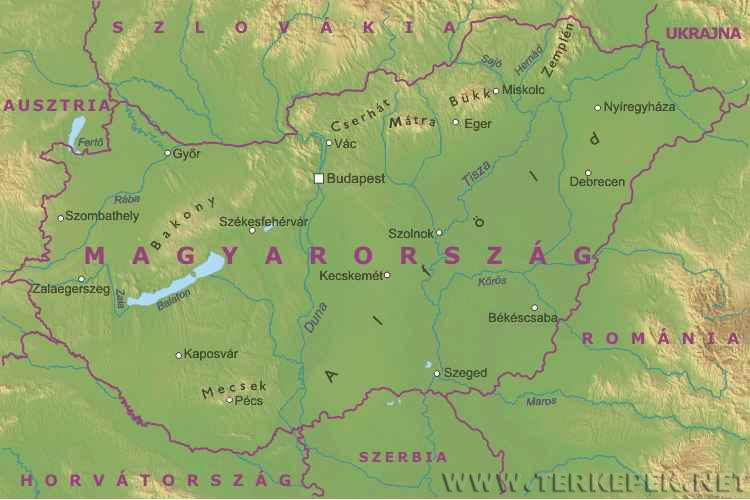 SZLOVÁKIA
UKRAJNA
AUSZTRIA
Sajó
Hernád
Zemplén
Miskolc
Nyíregyháza
Bükk
Mátra
Cserhát
Eger
Fertő
Győr
Vác
Tisza
Debrecen
Budapest
Rába
Szombathely
Bakony
Székesfehérvár
Szolnok
MAGYARORSZÁG
Alföld
Kecskemét
Körös
Zalaegerszeg
Zala
Balaton
Duna
Békéscsaba
ROMÁNIA
Kaposvár
Szeged
Mecsek
Pécs
Maros
SZERBIA
HORVÁTORSZÁG
WWW.TERKEPEK.NET